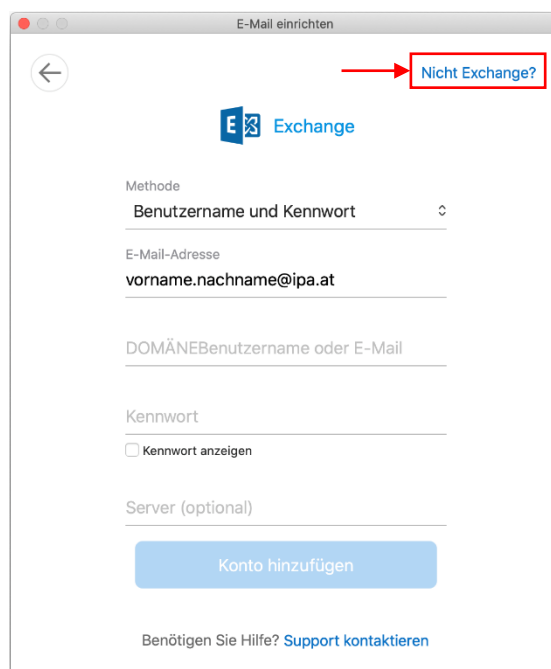 E-Mail einrichten
Nicht Exchange?
E Exchange
Methode
Benutzername und Kennwort
E-Mail-Adresse
vorname.nachname@ipa.at
DOMÄNEBenutzername oder E-Mail
Kennwort
Kennwort anzeigen
Server (optional)
Konto hinzufügen
Benötigen Sie Hilfe? Support kontaktieren